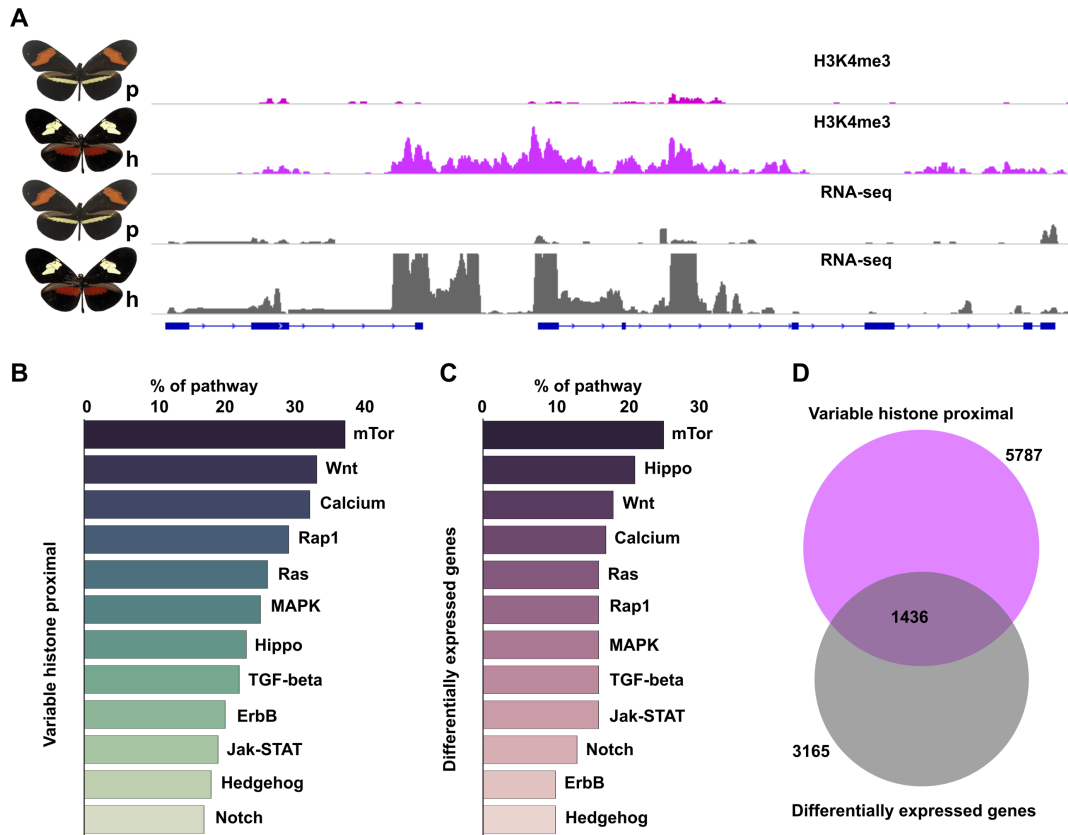 A
H3K4me3
p
H3K4me3
h
RNA-seq
p
RNA-seq
h
B
% of pathway
0 10 20 30 40
Variable histone proximal
mTor
Wnt
Calcium
Rap1
Ras
MAPK
Hippo
TGF-beta
ErbB
Jak-STAT
Hedgehog
Notch
C
% of pathway
0 10 20 30
Differentially expressed genes
mTor
Hippo
Wnt
Calcium
Ras
Rap1
MAPK
TGF-beta
Jak-STAT
Notch
ErbB
Hedgehog
D
Variable histone proximal
5787
1436
3165
Differentially expressed genes